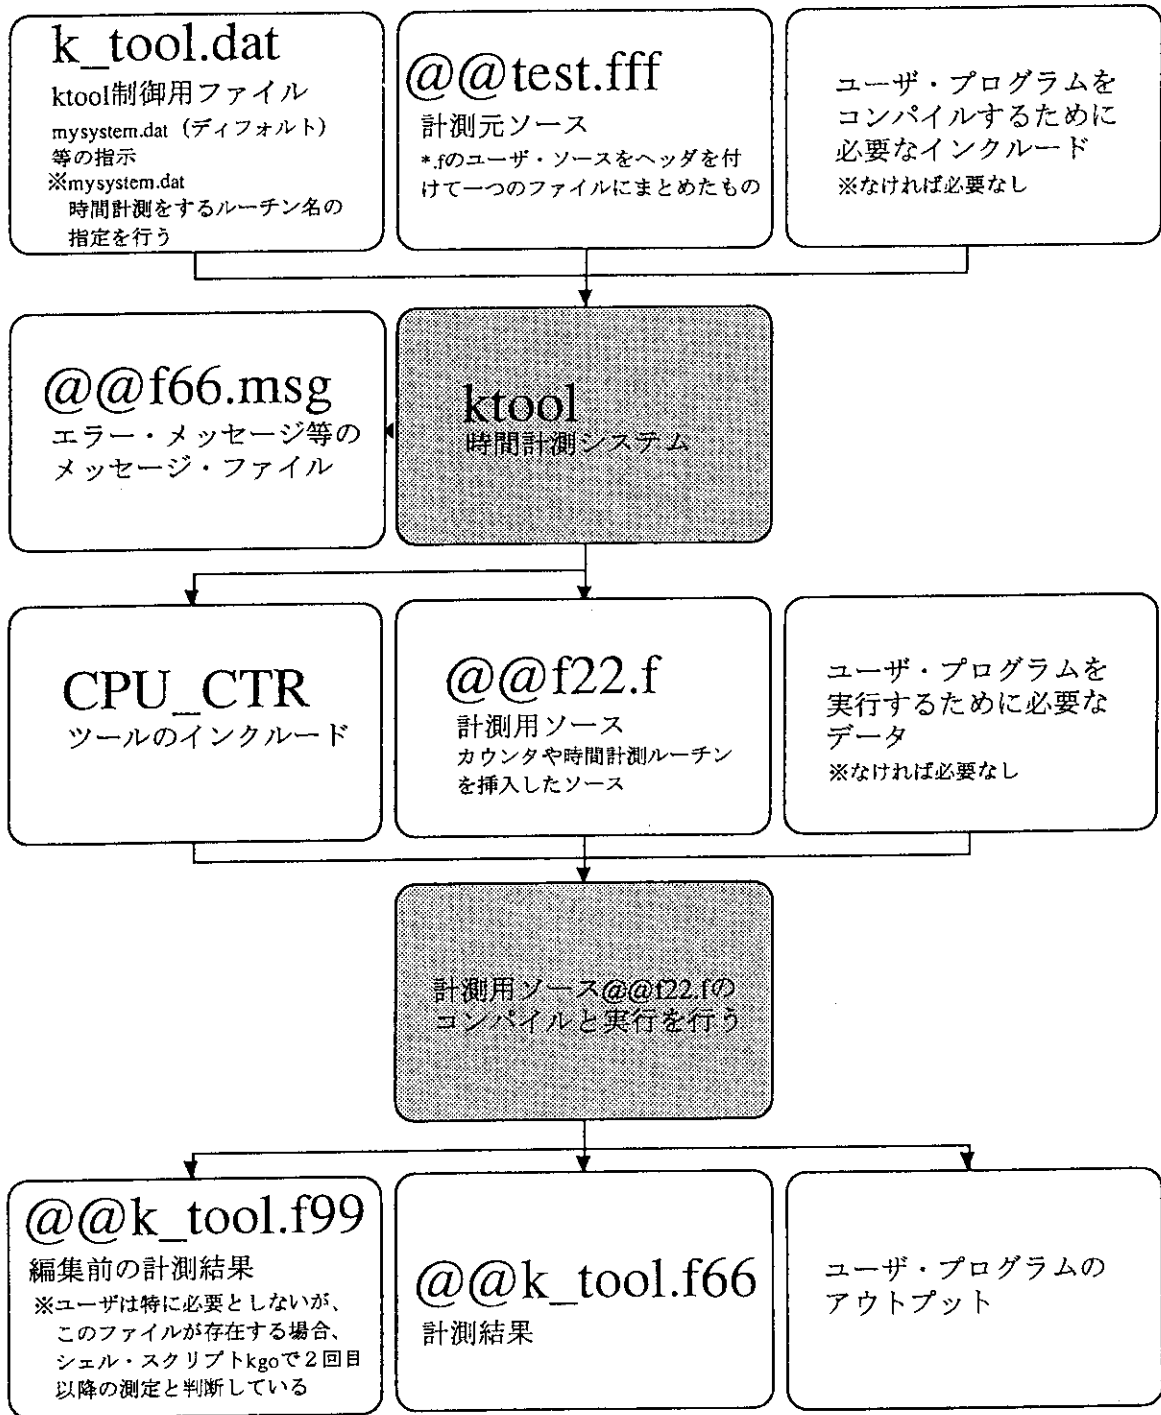 k_tool.dat
ktool制御用ファイル
mysystem.dat（ディフォルト）
等の指示
※mysystem.dat
時間計測をするルーチン名の
指定を行う
@@test.fff
計測元ソース
*.fのユーザ・ソースをヘッダを付
けて一つのファイルにまとめたもの
ユーザ・プログラムを
コンパイルするために
必要なインクルード
※なければ必要なし
@@f66.msg
エラー・メッセージ等の
メッセージ・ファイル
ktool
時間計測システム
CPU_CTR
ツールのインクルード
@@f22.f
計測用ソース
カウンタや時間計測ルーチン
を挿入したソース
ユーザ・プログラムを
実行するために必要な
データ
※なければ必要なし
計測用ソース@@f22.fの
コンパイルと実行を行う
@@k_tool.f99
編集前の計測結果
※ユーザは特に必要としないが、
このファイルが存在する場合、
シェル・スクリプトkgoで２回目
以降の測定と判断している
@@k_tool.f66
計測結果
ユーザ・プログラムの
アウトプット